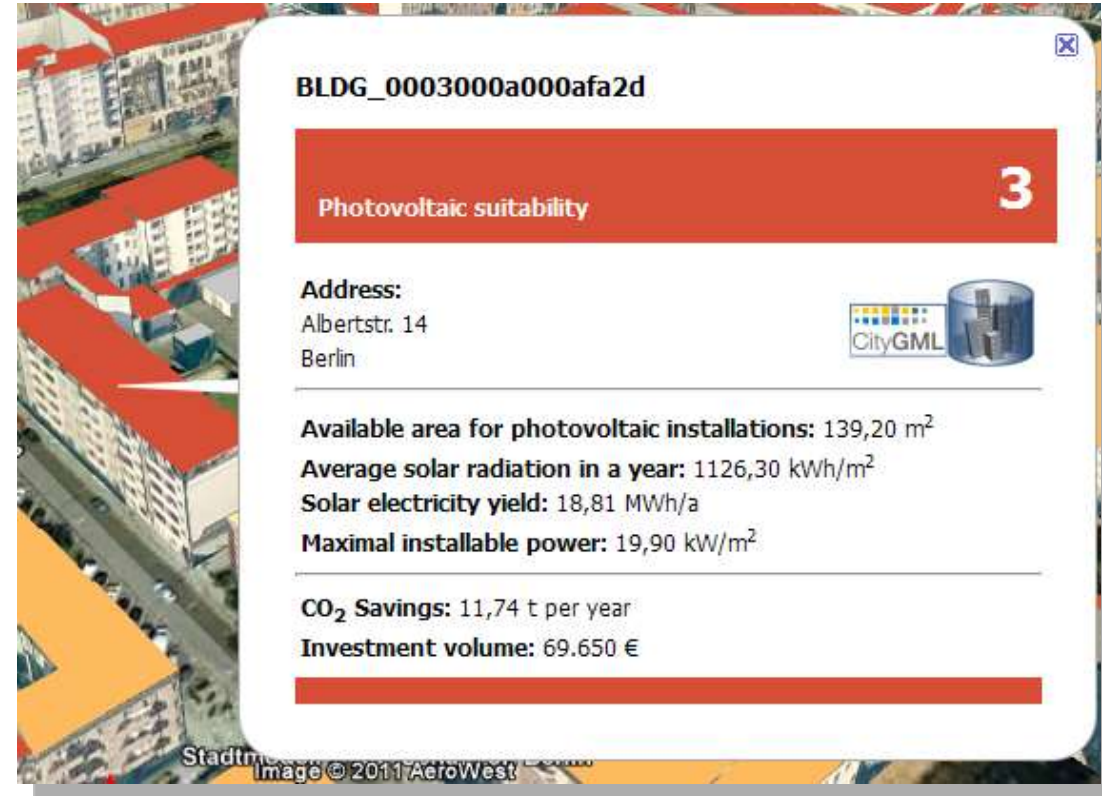 BLDG_0003000a000afa2d
Photovoltaic suitability
3
Address:
Albertstr. 14
Berlin
CityGML
Available area for photovoltaic installations: 139,20 m²
Average solar radiation in a year: 1126,30 kWh/m²
Solar electricity yield: 18,81 MWh/a
Maximal installable power: 19,90 kW/m²
CO₂ Savings: 11,74 t per year
Investment volume: 69.650 €
Image © 2011 AeroWest